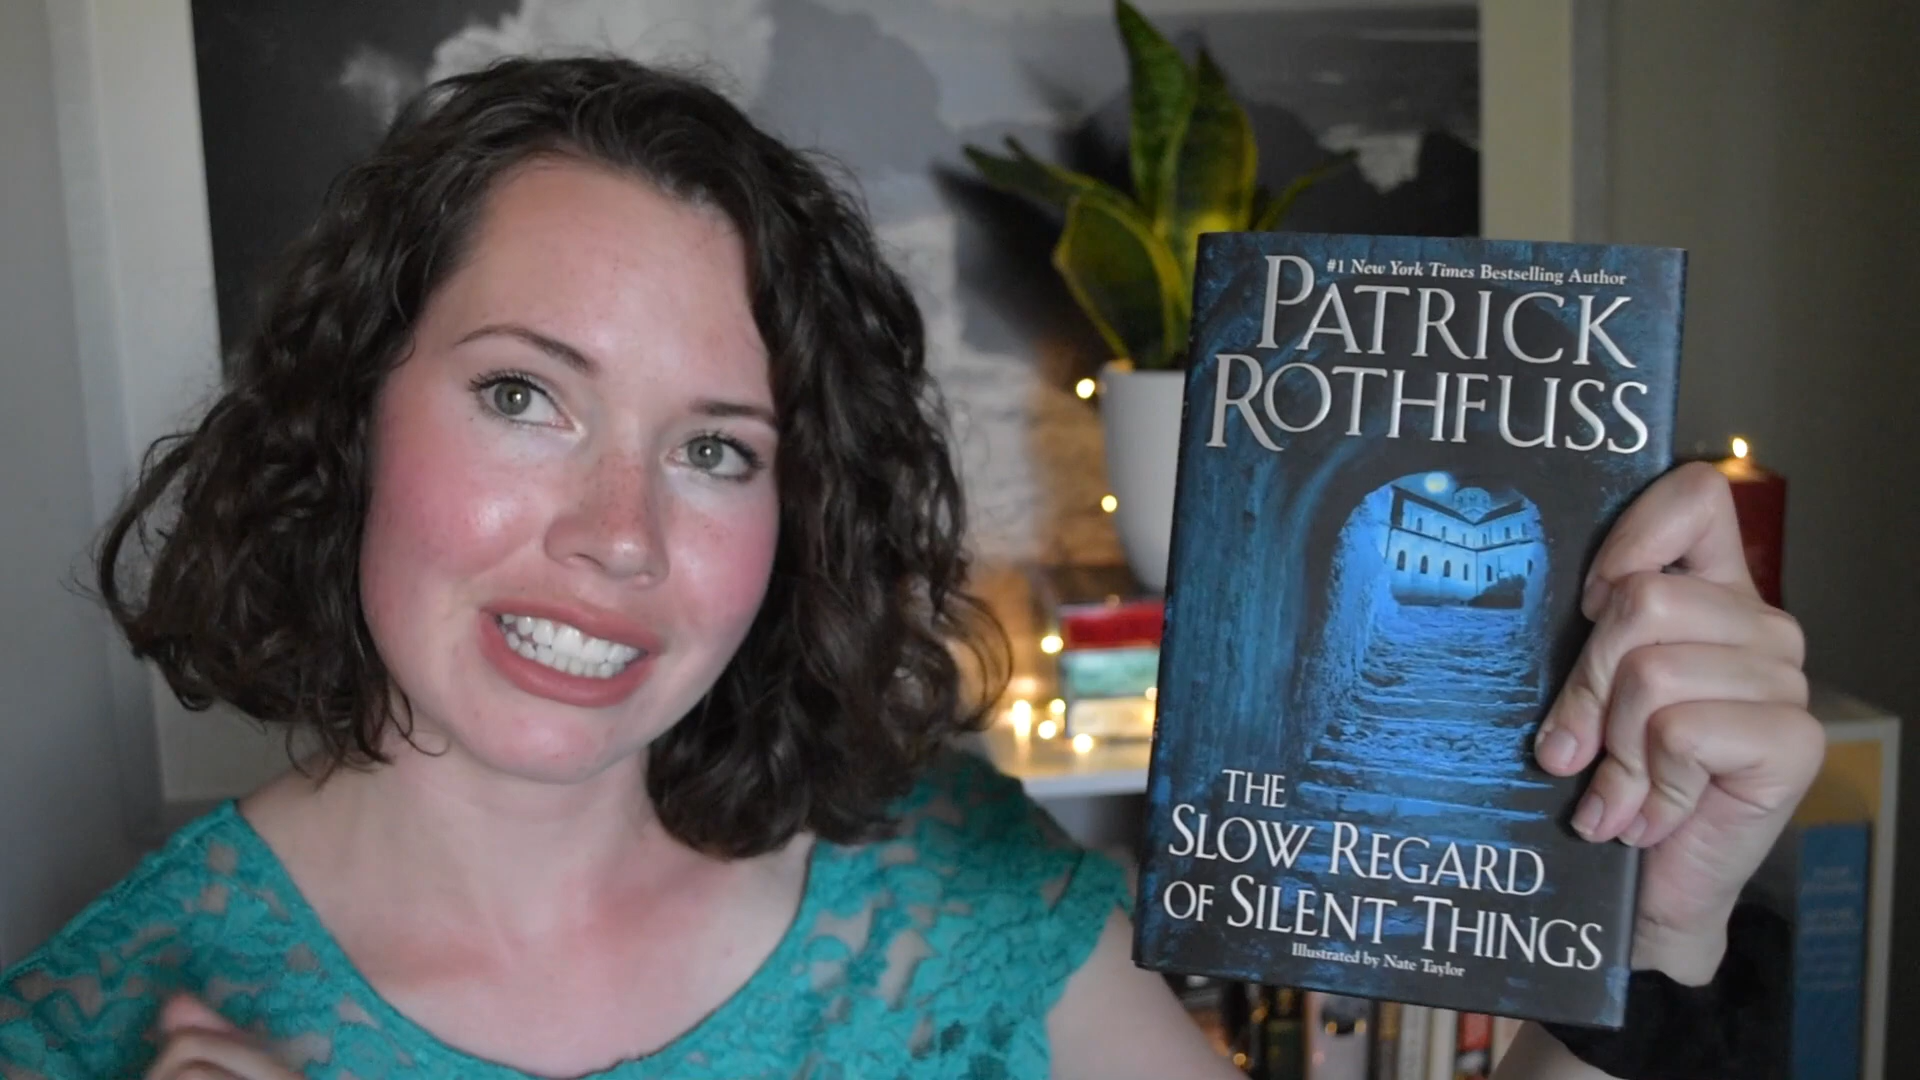 #1 New York Times Bestselling Author
PATRICK
ROTHFUSS
THE
SLOW REGARD
OF SILENT THINGS
Illustrated by Nate Taylor